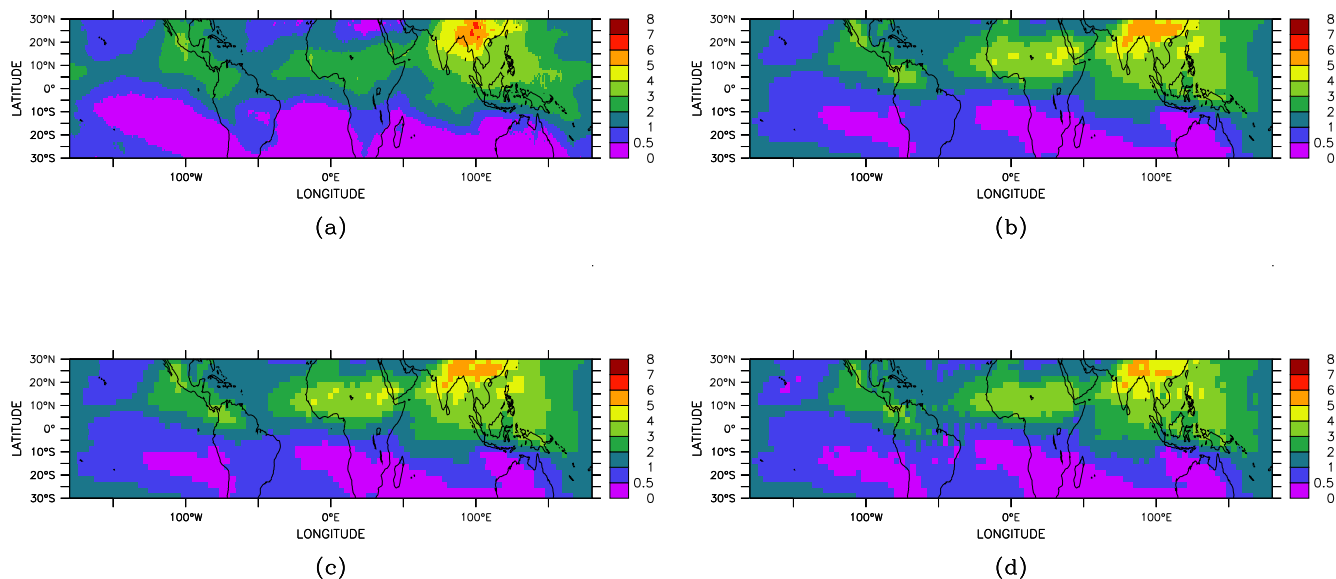 30°N
20°N
10°N
0°
10°S
20°S
30°S
LATITUDE
100°W
0°E
100°E
LONGITUDE
8
7
6
5
4
3
2
1
0.5
0
(a)
30°N
20°N
10°N
0°
10°S
20°S
30°S
LATITUDE
100°W
0°E
100°E
LONGITUDE
8
7
6
5
4
3
2
1
0.5
0
(b)
30°N
20°N
10°N
0°
10°S
20°S
30°S
LATITUDE
100°W
0°E
100°E
LONGITUDE
8
7
6
5
4
3
2
1
0.5
0
(c)
30°N
20°N
10°N
0°
10°S
20°S
30°S
LATITUDE
100°W
0°E
100°E
LONGITUDE
8
7
6
5
4
3
2
1
0.5
0
(d)